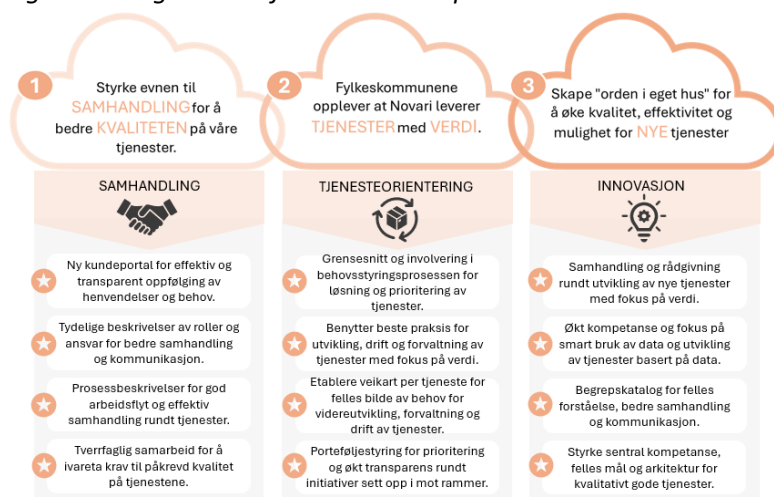 1
Styrke evnen til
SAMHANDLING for å
bedre KVALITETEN på våre
tjenester.
2
Fylkeskommunene
opplever at Novari leverer
TJENESTER med VERDI.
3
Skape "orden i eget hus" for
å øke kvalitet, effektivitet og
mulighet for NYE tjenester
SAMHANDLING
Ny kundeportal for effektiv og
transparent oppfølging av
henvendelser og behov.
Tydelige beskrivelser av roller og
ansvar for bedre samhandling
og kommunikasjon.
Prosessbeskrivelser for god
arbeidsflyt og effektiv
samhandling rundt tjenester.
Tverrfaglig samarbeid for å
ivareta krav til påkrevd kvalitet
på tjenestene.
TJENESTEORIENTERING
Grensesnitt og involvering i
behovsstyringsprosessen for
løsning og prioritering av
tjenester.
Benytter beste praksis for
utvikling, drift og forvaltning av
tjenester med fokus på verdi.
Etablere veikart per tjeneste for
felles bilde av behov for
videreutvikling, forvaltning og
drift av tjenester.
Porteføljestyring for prioritering
og økt transparens rundt
initiativer sett opp i mot rammer.
INNOVASJON
Samhandling og rådgivning
rundt utvikling av nye tjenester
med fokus på verdi.
Økt kompetanse og fokus på
smart bruk av data og utvikling
av tjenester basert på data.
Begrepskatalog for felles
forståelse, bedre samhandling
og kommunikasjon.
Styrke sentral kompetanse,
felles mål og arkitektur for
kvalitativt gode tjenester.